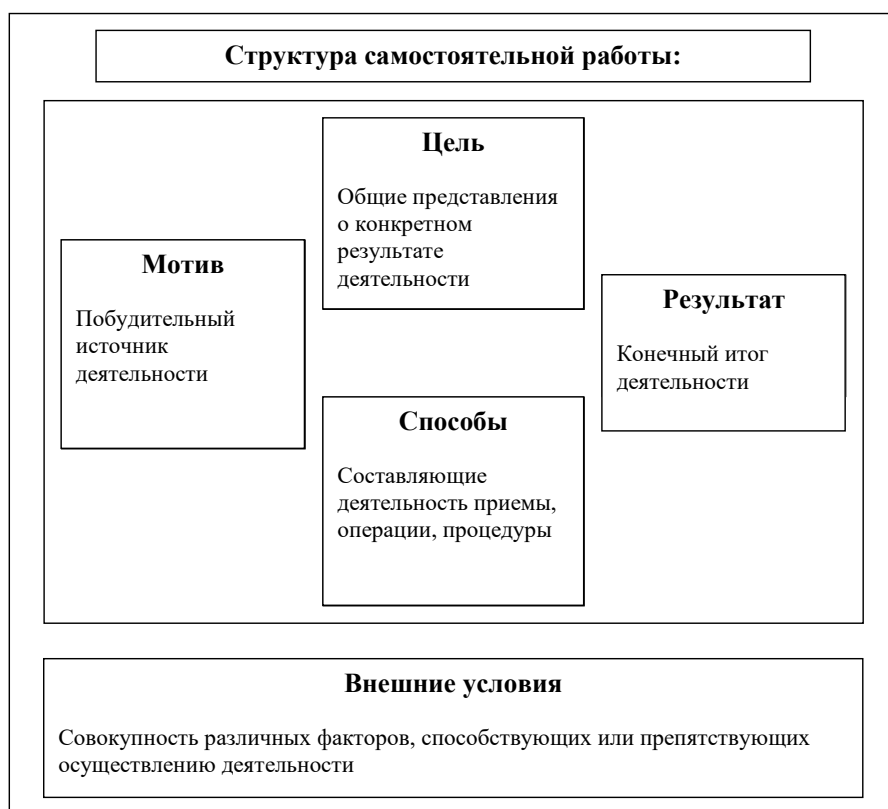 Структура самостоятельной работы:
Цель
Общие представления
о конкретном
результате
деятельности
Мотив
Побудительный
источник
деятельности
Результат
Конечный итог
деятельности
Способы
Составляющие
деятельность приемы,
операции, процедуры
Внешние условия
Совокупность различных факторов, способствующих или препятствующих
осуществлению деятельности